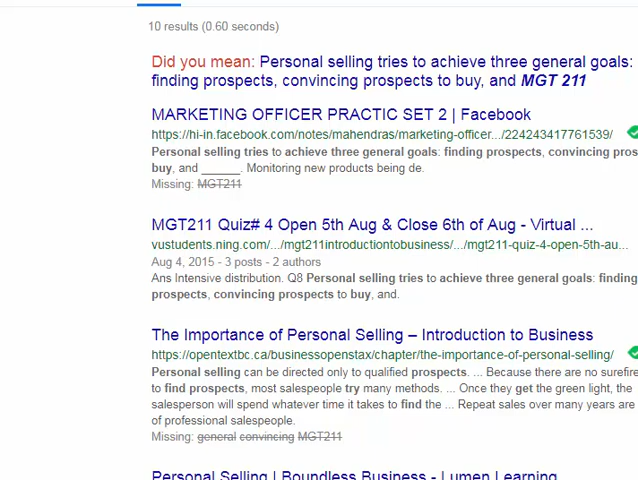 10 results (0.60 seconds)
Did you mean: Personal selling tries to achieve three general goals:
finding prospects, convincing prospects to buy, and MGT 211
MARKETING OFFICER PRACTIC SET 2 | Facebook
https://hi-in.facebook.com/notes/mahendras/marketing-officer.../224243417761539/
Personal selling tries to achieve three general goals: finding prospects, convincing pros
buy, and ______. Monitoring new products being de.
Missing: MGT211
MGT211 Quiz# 4 Open 5th Aug & Close 6th of Aug - Virtual ...
vustudents.ning.com/.../mgt211introductiontobusiness/.../mgt211-quiz-4-open-5th-au...
Aug 4, 2015 - 3 posts - 2 authors
Ans Intensive distribution. Q8 Personal selling tries to achieve three general goals: finding
prospects, convincing prospects to buy, and.
The Importance of Personal Selling – Introduction to Business
https://opentextbc.ca/businessopenstax/chapter/the-importance-of-personal-selling/
Personal selling can be directed only to qualified prospects. ... Because there are no surefire
to find prospects, most salespeople try many methods. ... Once they get the green light, the
salesperson will spend whatever time it takes to find the ... Repeat sales over many years are
of professional salespeople.
Missing: general convincing MGT211
Personal Selling | Boundless Business - Lumen Learning